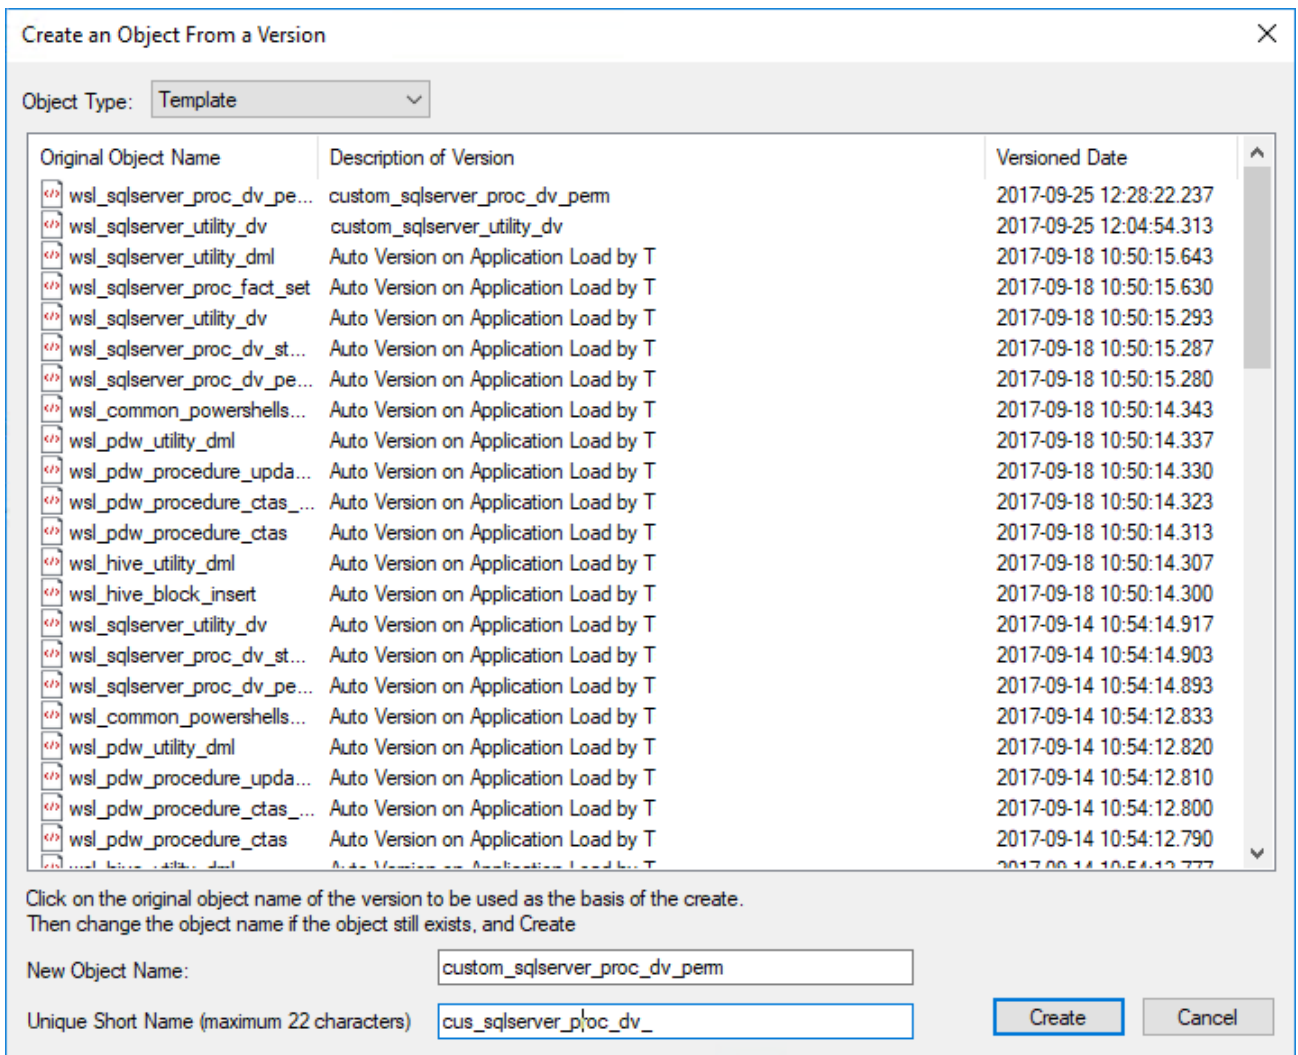 Create an Object From a Version
Object Type: Template
Original Object Name Description of Version Versioned Date
wsl_sqlserver_proc_dv_pe... custom_sqlserver_proc_dv_perm 2017-09-25 12:28:22.237
wsl_sqlserver_utility_dv custom_sqlserver_utility_dv 2017-09-25 12:04:54.313
wsl_sqlserver_utility_dml Auto Version on Application Load by T 2017-09-18 10:50:15.643
wsl_sqlserver_proc_fact_set Auto Version on Application Load by T 2017-09-18 10:50:15.630
wsl_sqlserver_utility_dv Auto Version on Application Load by T 2017-09-18 10:50:15.293
wsl_sqlserver_proc_dv_st... Auto Version on Application Load by T 2017-09-18 10:50:15.287
wsl_sqlserver_proc_dv_pe... Auto Version on Application Load by T 2017-09-18 10:50:15.280
wsl_common_powershells... Auto Version on Application Load by T 2017-09-18 10:50:14.343
wsl_pdw_utility_dml Auto Version on Application Load by T 2017-09-18 10:50:14.337
wsl_pdw_procedure_upda... Auto Version on Application Load by T 2017-09-18 10:50:14.330
wsl_pdw_procedure_ctas_... Auto Version on Application Load by T 2017-09-18 10:50:14.323
wsl_pdw_procedure_ctas Auto Version on Application Load by T 2017-09-18 10:50:14.313
wsl_hive_utility_dml Auto Version on Application Load by T 2017-09-18 10:50:14.307
wsl_hive_block_insert Auto Version on Application Load by T 2017-09-18 10:50:14.300
wsl_sqlserver_utility_dv Auto Version on Application Load by T 2017-09-14 10:54:14.917
wsl_sqlserver_proc_dv_st... Auto Version on Application Load by T 2017-09-14 10:54:14.903
wsl_sqlserver_proc_dv_pe... Auto Version on Application Load by T 2017-09-14 10:54:14.893
wsl_common_powershells... Auto Version on Application Load by T 2017-09-14 10:54:12.833
wsl_pdw_utility_dml Auto Version on Application Load by T 2017-09-14 10:54:12.820
wsl_pdw_procedure_upda... Auto Version on Application Load by T 2017-09-14 10:54:12.810
wsl_pdw_procedure_ctas_... Auto Version on Application Load by T 2017-09-14 10:54:12.800
wsl_pdw_procedure_ctas Auto Version on Application Load by T 2017-09-14 10:54:12.790
wsl_hive_utility_dml Auto Version on Application Load by T 2017-09-14 10:54:12.777
Click on the original object name of the version to be used as the basis of the create.
Then change the object name if the object still exists, and Create
New Object Name: custom_sqlserver_proc_dv_perm
Unique Short Name (maximum 22 characters) cus_sqlserver_proc_dv_ Create Cancel